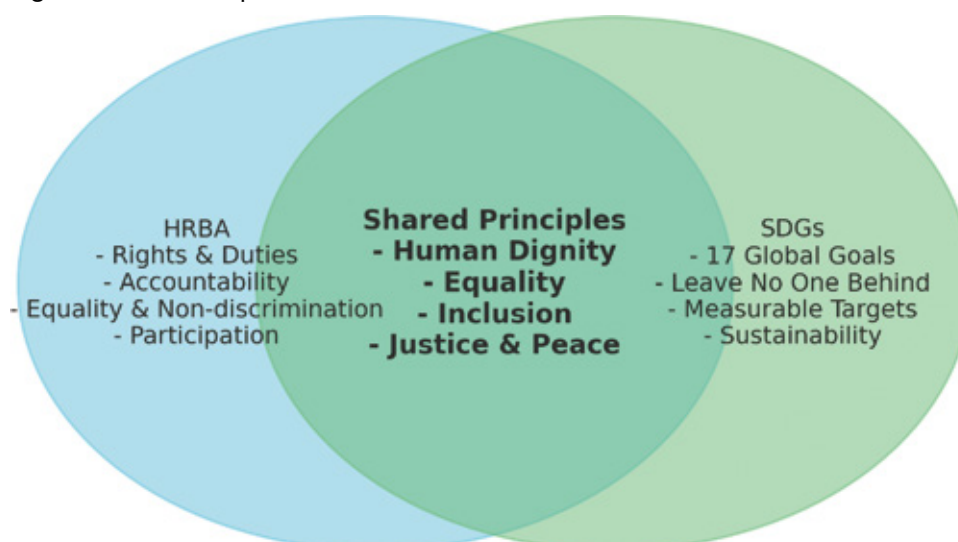 HRBA
- Rights & Duties
- Accountability
- Equality & Non-discrimination
- Participation
Shared Principles
- Human Dignity
- Equality
- Inclusion
- Justice & Peace
SDGs
- 17 Global Goals
- Leave No One Behind
- Measurable Targets
- Sustainability